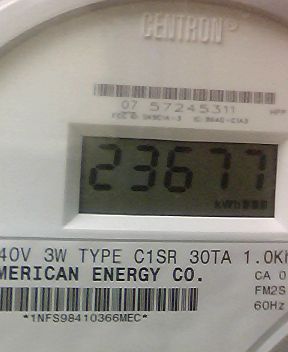 CENTRON
07 57245311
23677
kWh
40V 3W TYPE C1SR 30TA 1.0Kh
MERICAN ENERGY CO.
CA 0
FM2S
60Hz
*1NFS98410366MEC*